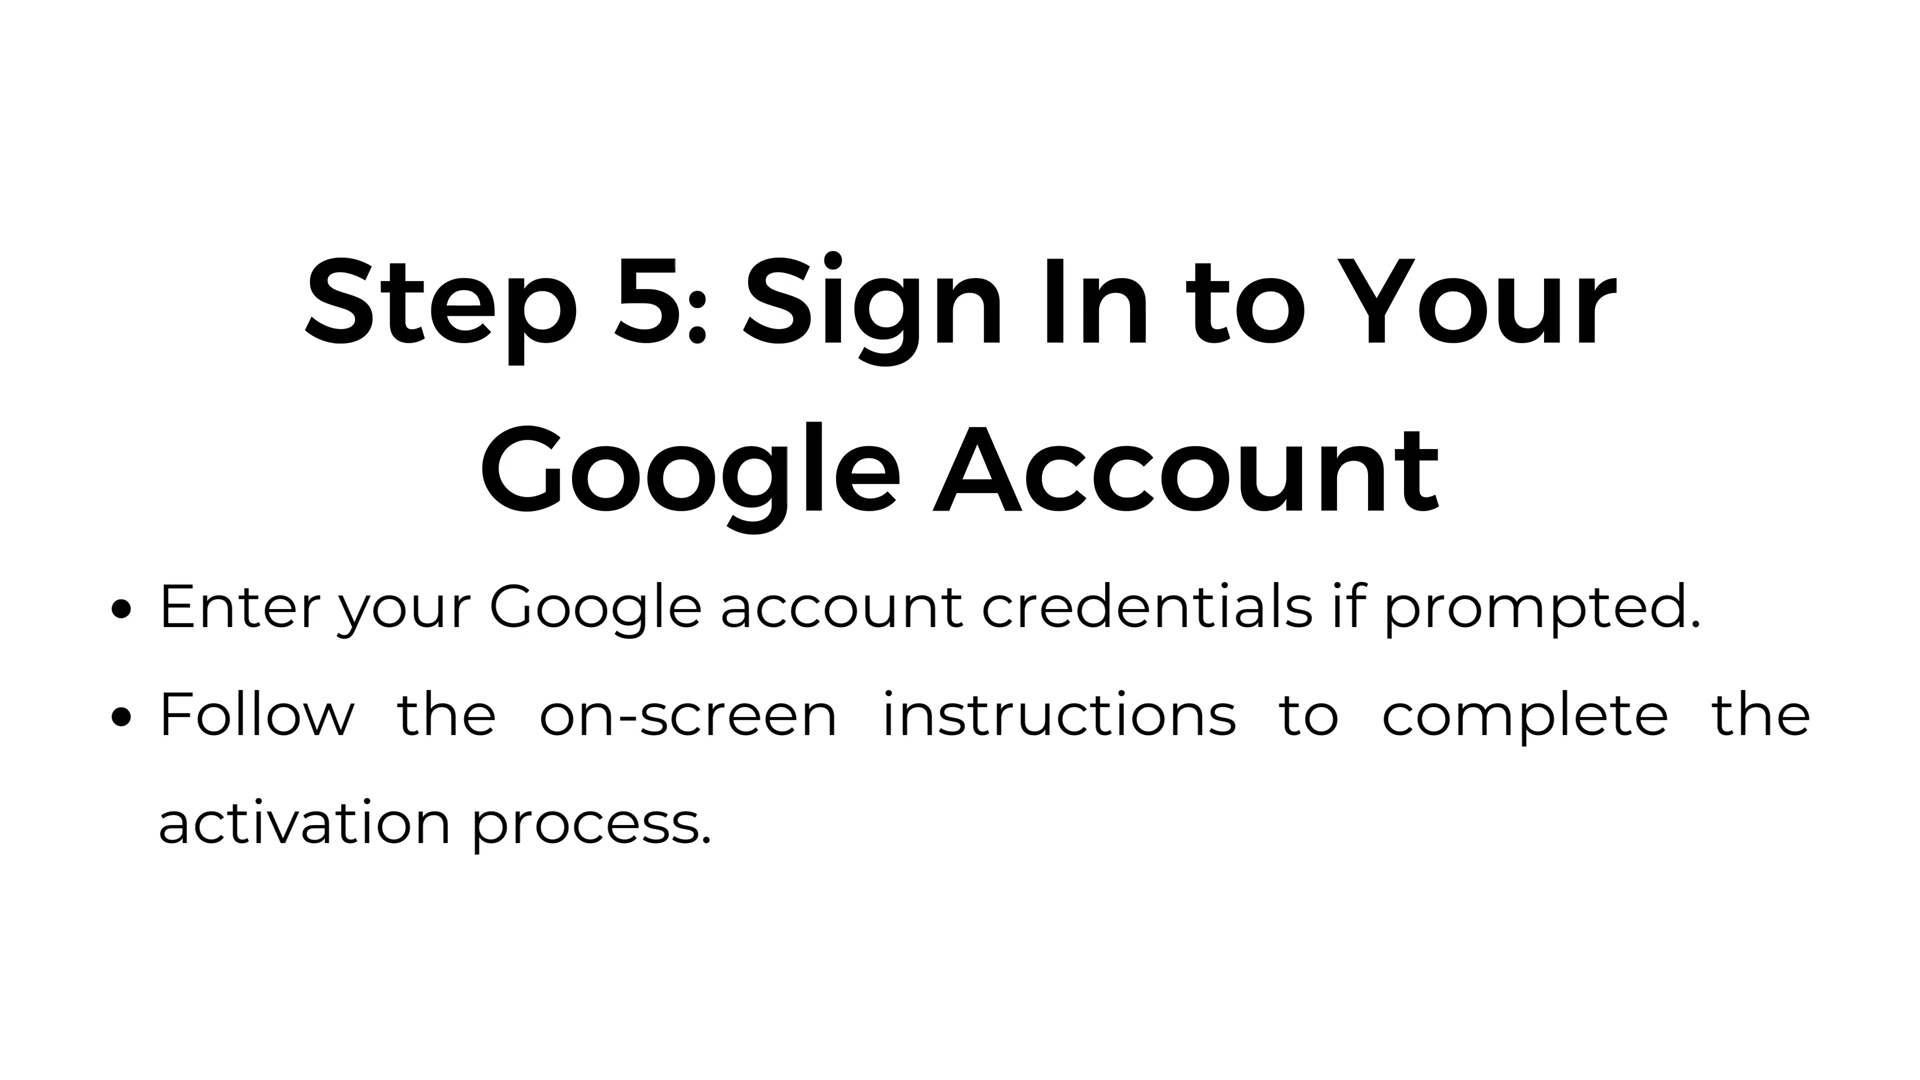 Step 5: Sign In to Your
Google Account
• Enter your Google account credentials if prompted.
• Follow the on-screen instructions to complete the
activation process.